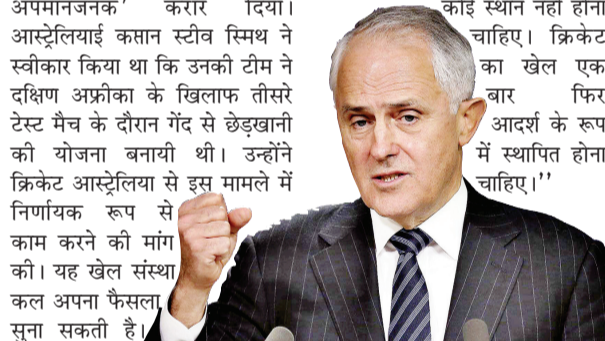 अपमानजनक’ करार दिया।
आस्ट्रेलियाई कप्तान स्टीव स्मिथ ने
स्वीकार किया था कि उनकी टीम ने
दक्षिण अफ्रीका के खिलाफ तीसरे
टेस्ट मैच के दौरान गेंद से छेड़खानी
की योजना बनायी थी। उन्होंने
क्रिकेट आस्ट्रेलिया से इस मामले में
निर्णायक रूप से
काम करने की मांग
की। यह खेल संस्था
कल अपना फैसला
सुना सकती है।
कोई स्थान नहीं होना
चाहिए। क्रिकेट
का खेल एक
बार फिर
आदर्श के रूप
में स्थापित होना
चाहिए।’’